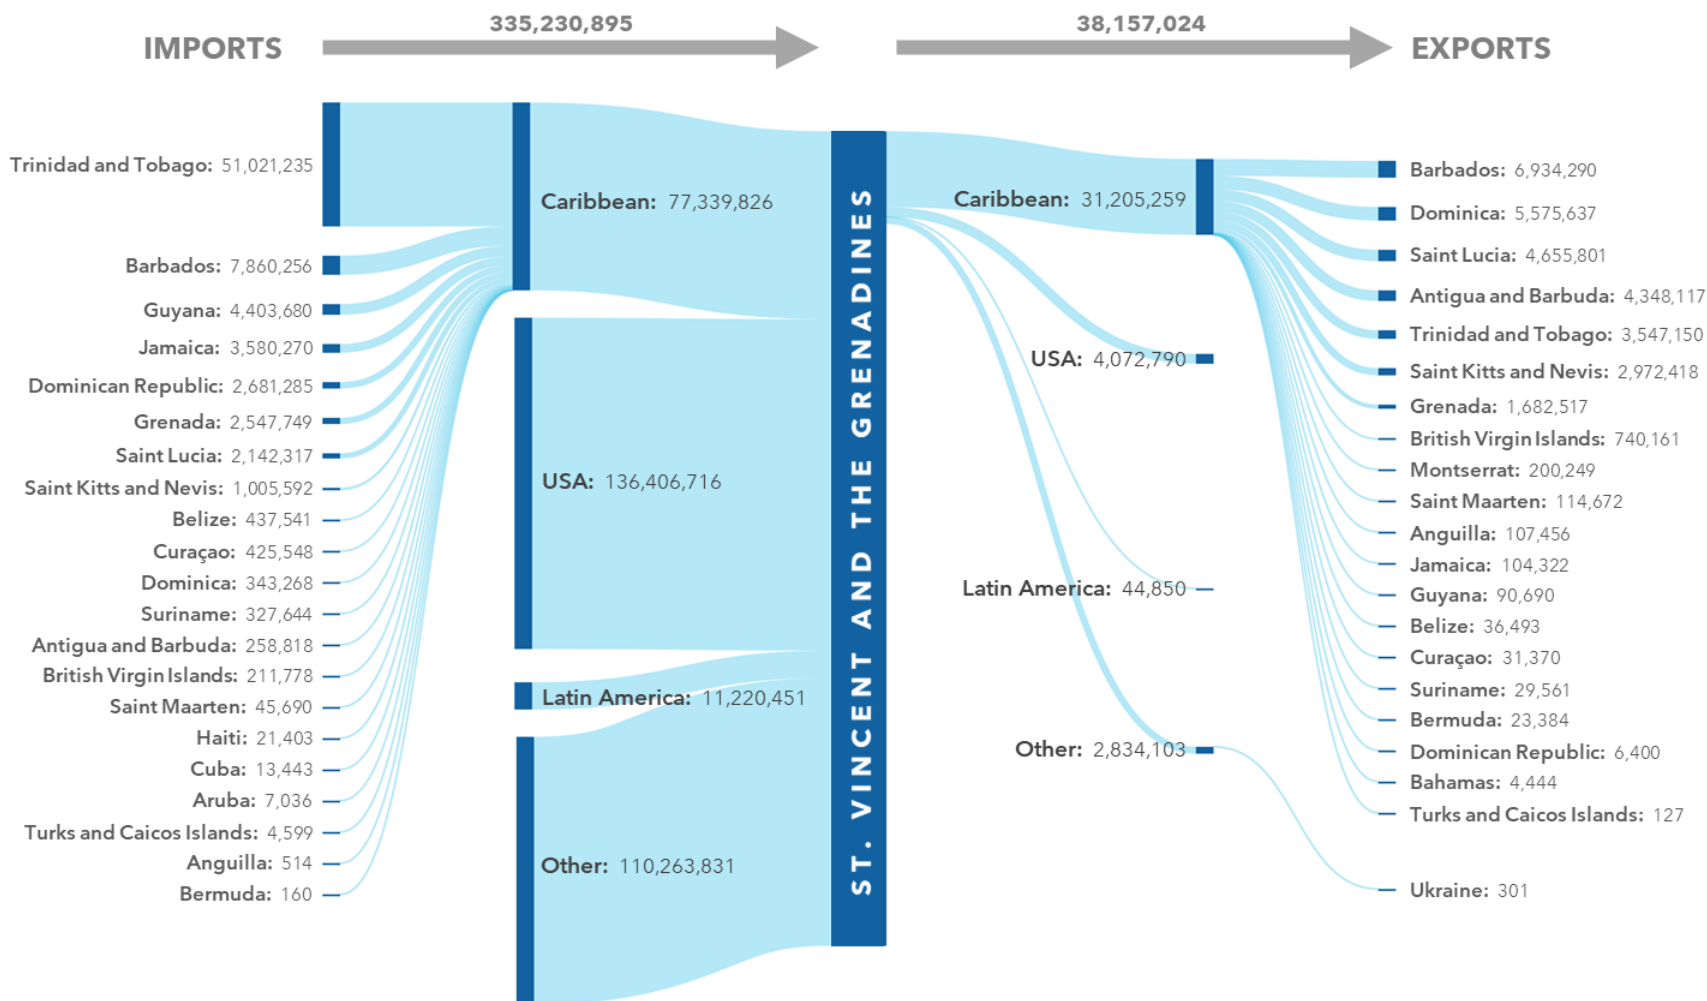 335,230,895
38,157,024
IMPORTS
EXPORTS
Trinidad and Tobago: 51,021,235
Barbados: 7,860,256
Guyana: 4,403,680
Jamaica: 3,580,270
Dominican Republic: 2,681,285
Grenada: 2,547,749
Saint Lucia: 2,142,317
Saint Kitts and Nevis: 1,005,592
Belize: 437,541
Curaçao: 425,548
Dominica: 343,268
Suriname: 327,644
Antigua and Barbuda: 258,818
British Virgin Islands: 211,778
Saint Maarten: 45,690
Haiti: 21,403
Cuba: 13,443
Aruba: 7,036
Turks and Caicos Islands: 4,599
Anguilla: 514
Bermuda: 160
Caribbean: 77,339,826
USA: 136,406,716
Latin America: 11,220,451
Other: 110,263,831
ST. VINCENT AND THE GRENADINES
Caribbean: 31,205,259
USA: 4,072,790
Latin America: 44,850
Other: 2,834,103
Barbados: 6,934,290
Dominica: 5,575,637
Saint Lucia: 4,655,801
Antigua and Barbuda: 4,348,117
Trinidad and Tobago: 3,547,150
Saint Kitts and Nevis: 2,972,418
Grenada: 1,682,517
British Virgin Islands: 740,161
Montserrat: 200,249
Saint Maarten: 114,672
Anguilla: 107,456
Jamaica: 104,322
Guyana: 90,690
Belize: 36,493
Curaçao: 31,370
Suriname: 29,561
Bermuda: 23,384
Dominican Republic: 6,400
Bahamas: 4,444
Turks and Caicos Islands: 127
Ukraine: 301